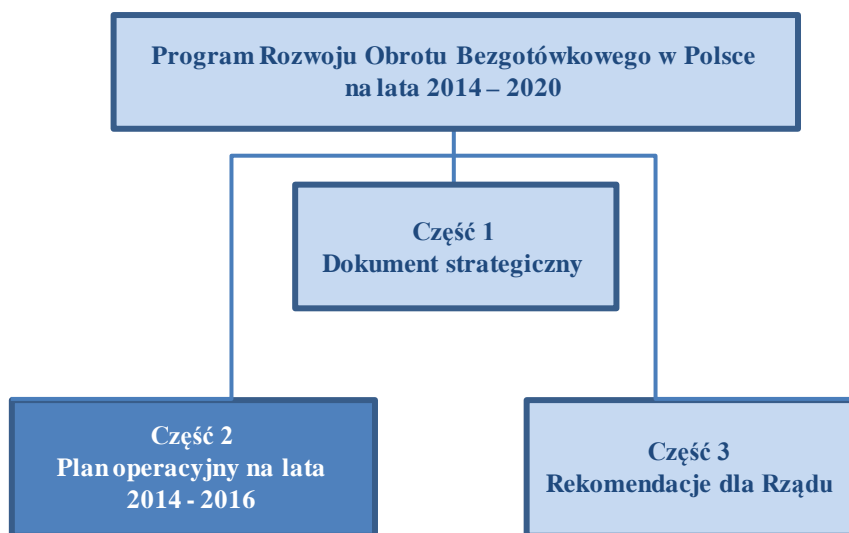 Program Rozwoju Obrotu Bezgotówkowego w Polsce
na lata 2014 – 2020
Część 1
Dokument strategiczny
Część 2
Plan operacyjny na lata
2014 - 2016
Część 3
Rekomendacje dla Rządu